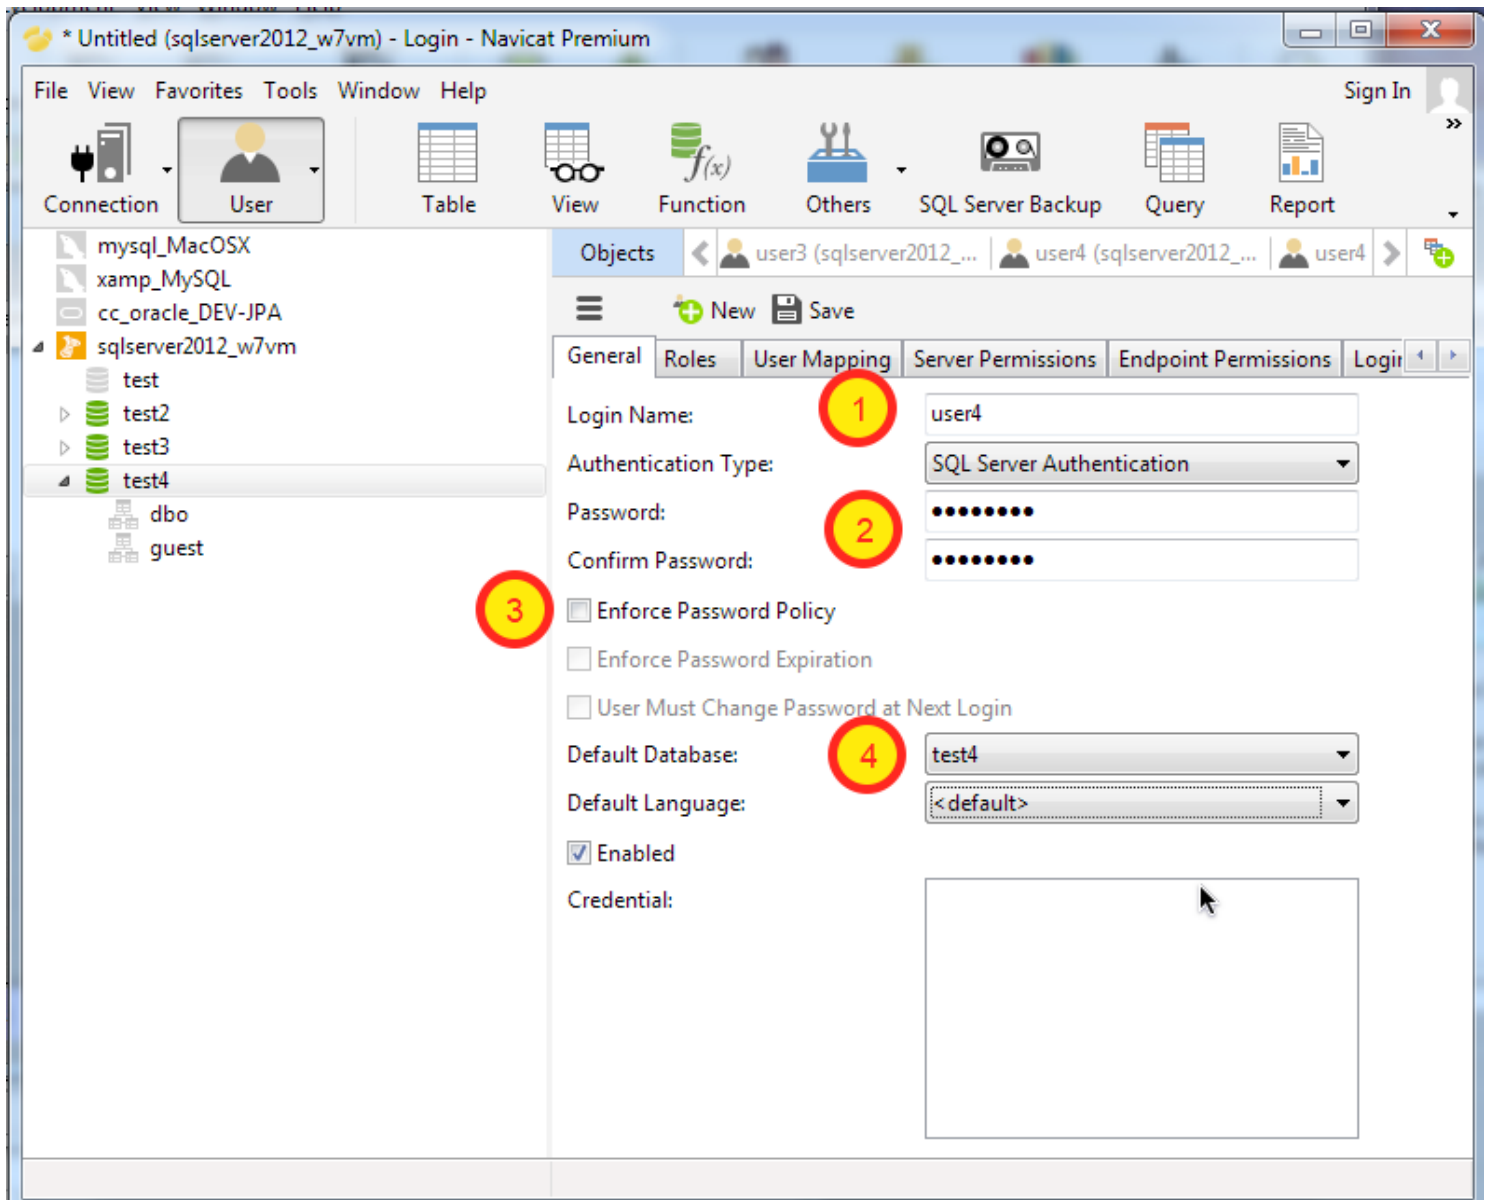 * Untitled (sqlserver2012_w7vm) - Login - Navicat Premium
File View Favorites Tools Window Help Sign In
Connection User Table View Function Others SQL Server Backup Query Report
f(x)
mysql_MacOSX
xamp_MySQL
cc_oracle_DEV-JPA
sqlserver2012_w7vm
test
test2
test3
test4
dbo
guest
Objects user3 (sqlserver2012_... user4 (sqlserver2012_... user4
New Save
General Roles User Mapping Server Permissions Endpoint Permissions Login
Login Name: 1 user4
Authentication Type: SQL Server Authentication
Password: ••••••••
2
Confirm Password: ••••••••
3 Enforce Password Policy
Enforce Password Expiration
User Must Change Password at Next Login
Default Database: 4 test4
Default Language: <default>
Enabled
Credential: